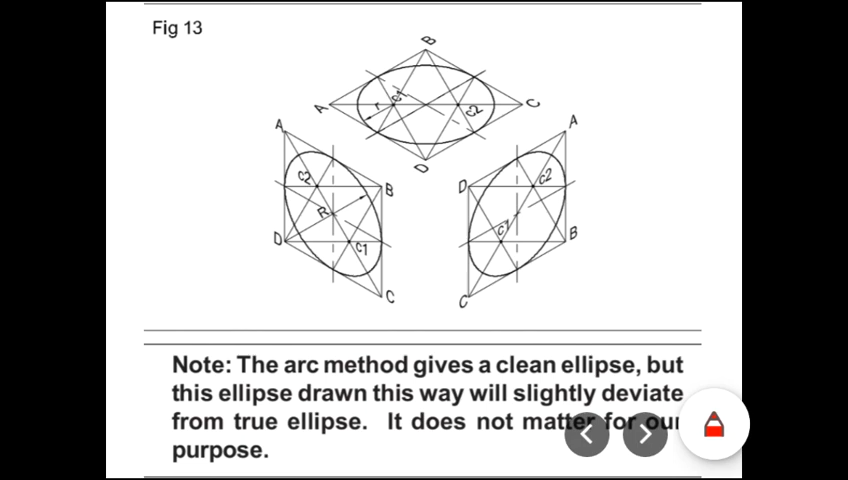 Fig 13
B
A
C1
r
C2
C
D
A
C2
B
R
D
C1
C
A
D
C2
C1
B
C
Note: The arc method gives a clean ellipse, but
this ellipse drawn this way will slightly deviate
from true ellipse. It does not matter for our
purpose.